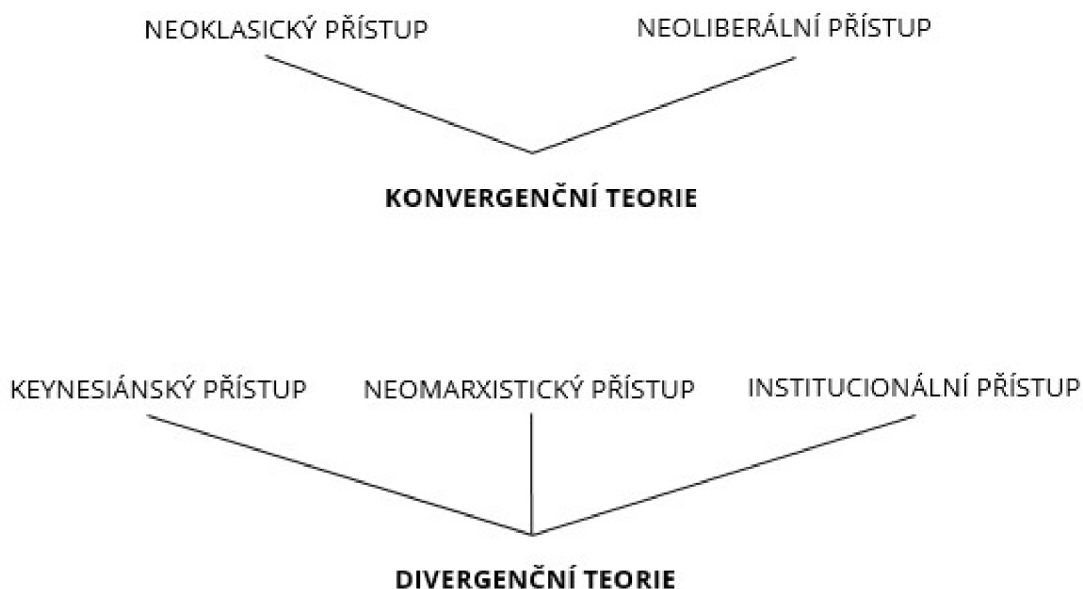 NEOKLASICKÝ PŘÍSTUP
NEOLIBERÁLNÍ PŘÍSTUP
KONVERGENČNÍ TEORIE
KEYNESIÁNSKÝ PŘÍSTUP
NEOMARXISTICKÝ PŘÍSTUP
INSTITUCIONÁLNÍ PŘÍSTUP
DIVERGENČNÍ TEORIE